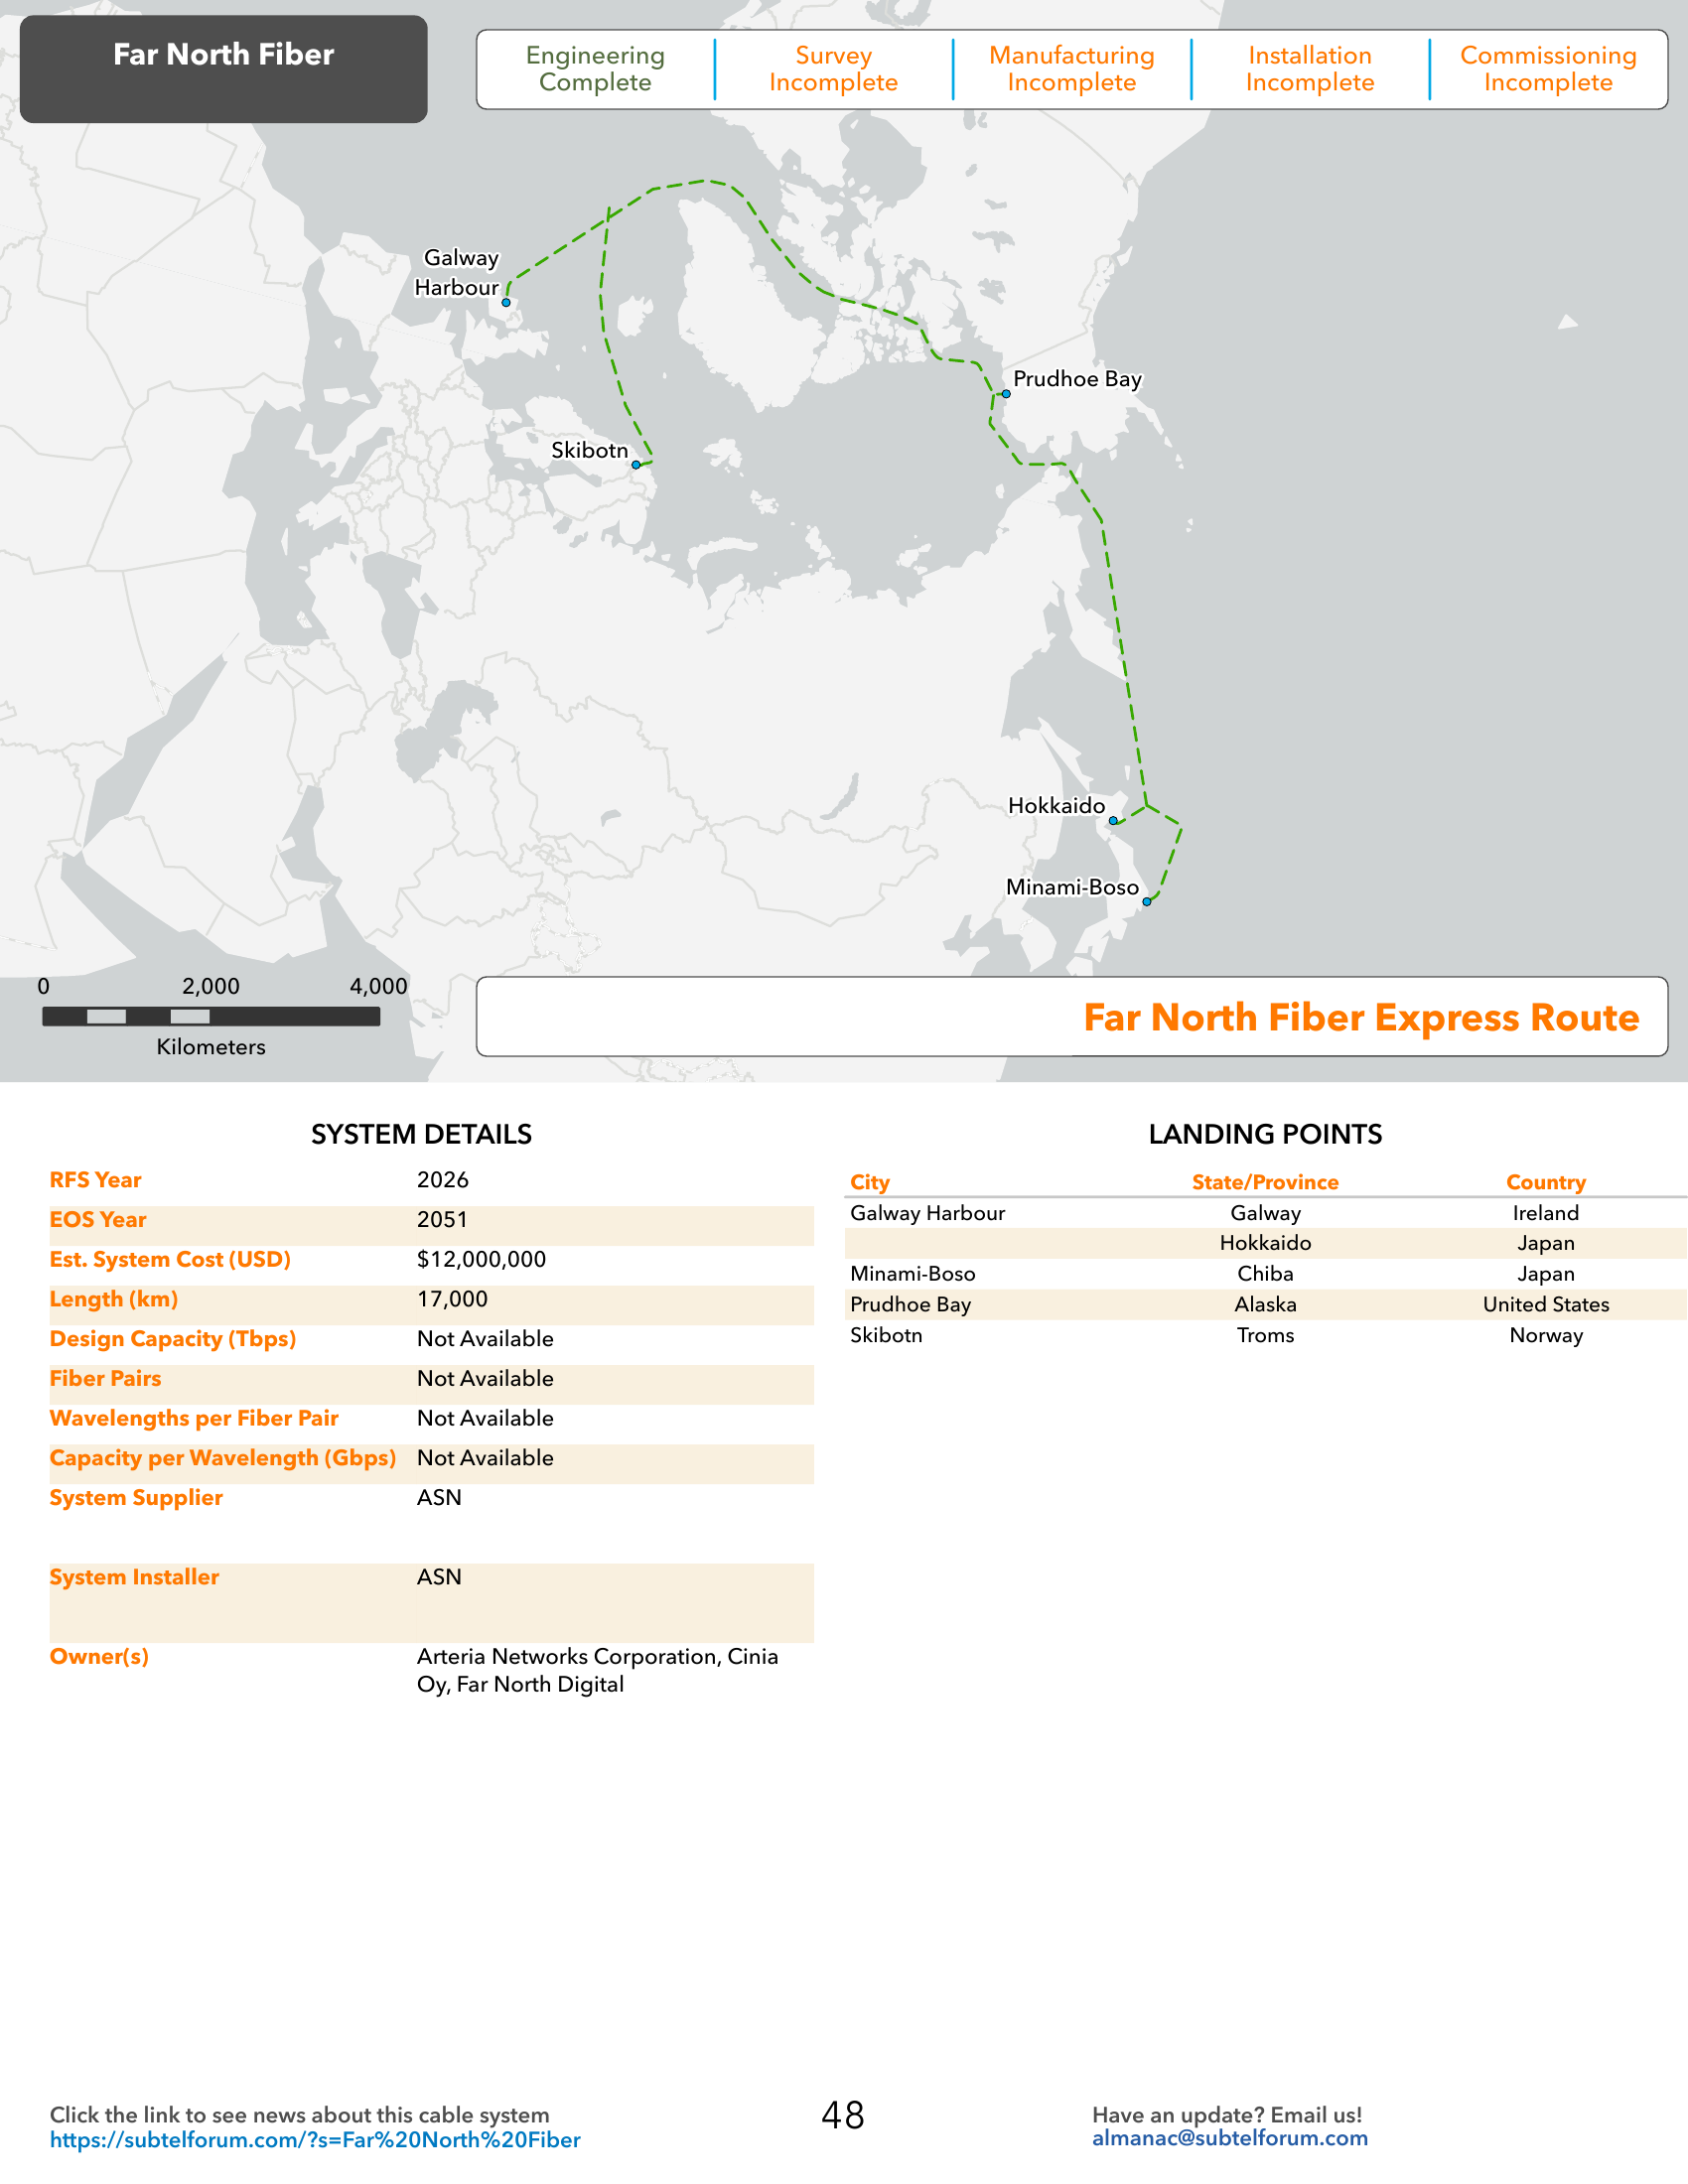 Far North Fiber
Engineering Complete
Survey Incomplete
Manufacturing Incomplete
Installation Incomplete
Commissioning Incomplete
Galway
Harbour
Prudhoe Bay
Skibotn
Hokkaido
Minami-Boso
0 2,000 4,000
Kilometers
Far North Fiber Express Route
SYSTEM DETAILS
RFS Year 2026
EOS Year 2051
Est. System Cost (USD) $12,000,000
Length (km) 17,000
Design Capacity (Tbps) Not Available
Fiber Pairs Not Available
Wavelengths per Fiber Pair Not Available
Capacity per Wavelength (Gbps) Not Available
System Supplier ASN
System Installer ASN
Owner(s) Arteria Networks Corporation, Cinia
Oy, Far North Digital
LANDING POINTS
City State/Province Country
Galway Harbour Galway Ireland
Hokkaido Japan
Minami-Boso Chiba Japan
Prudhoe Bay Alaska United States
Skibotn Troms Norway
Click the link to see news about this cable system
https://subtelforum.com/?s=Far%20North%20Fiber
48
Have an update? Email us!
almanac@subtelforum.com